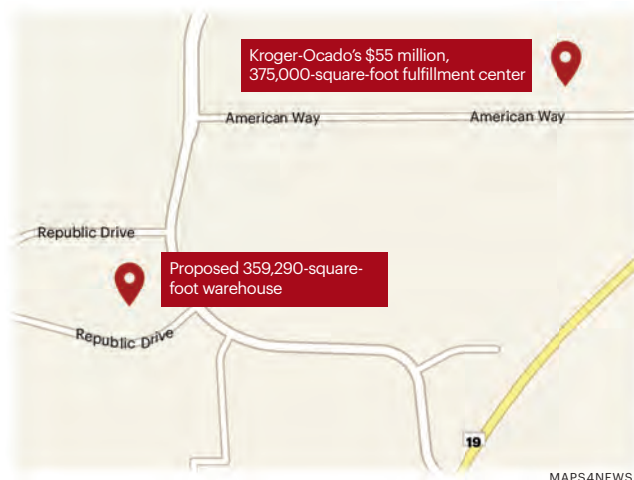 Kroger-Ocado's $55 million,
375,000-square-foot fulfillment center
American Way
American Way
Republic Drive
Proposed 359,290-square-
foot warehouse
Republic Drive
19
MAPS4NEWS